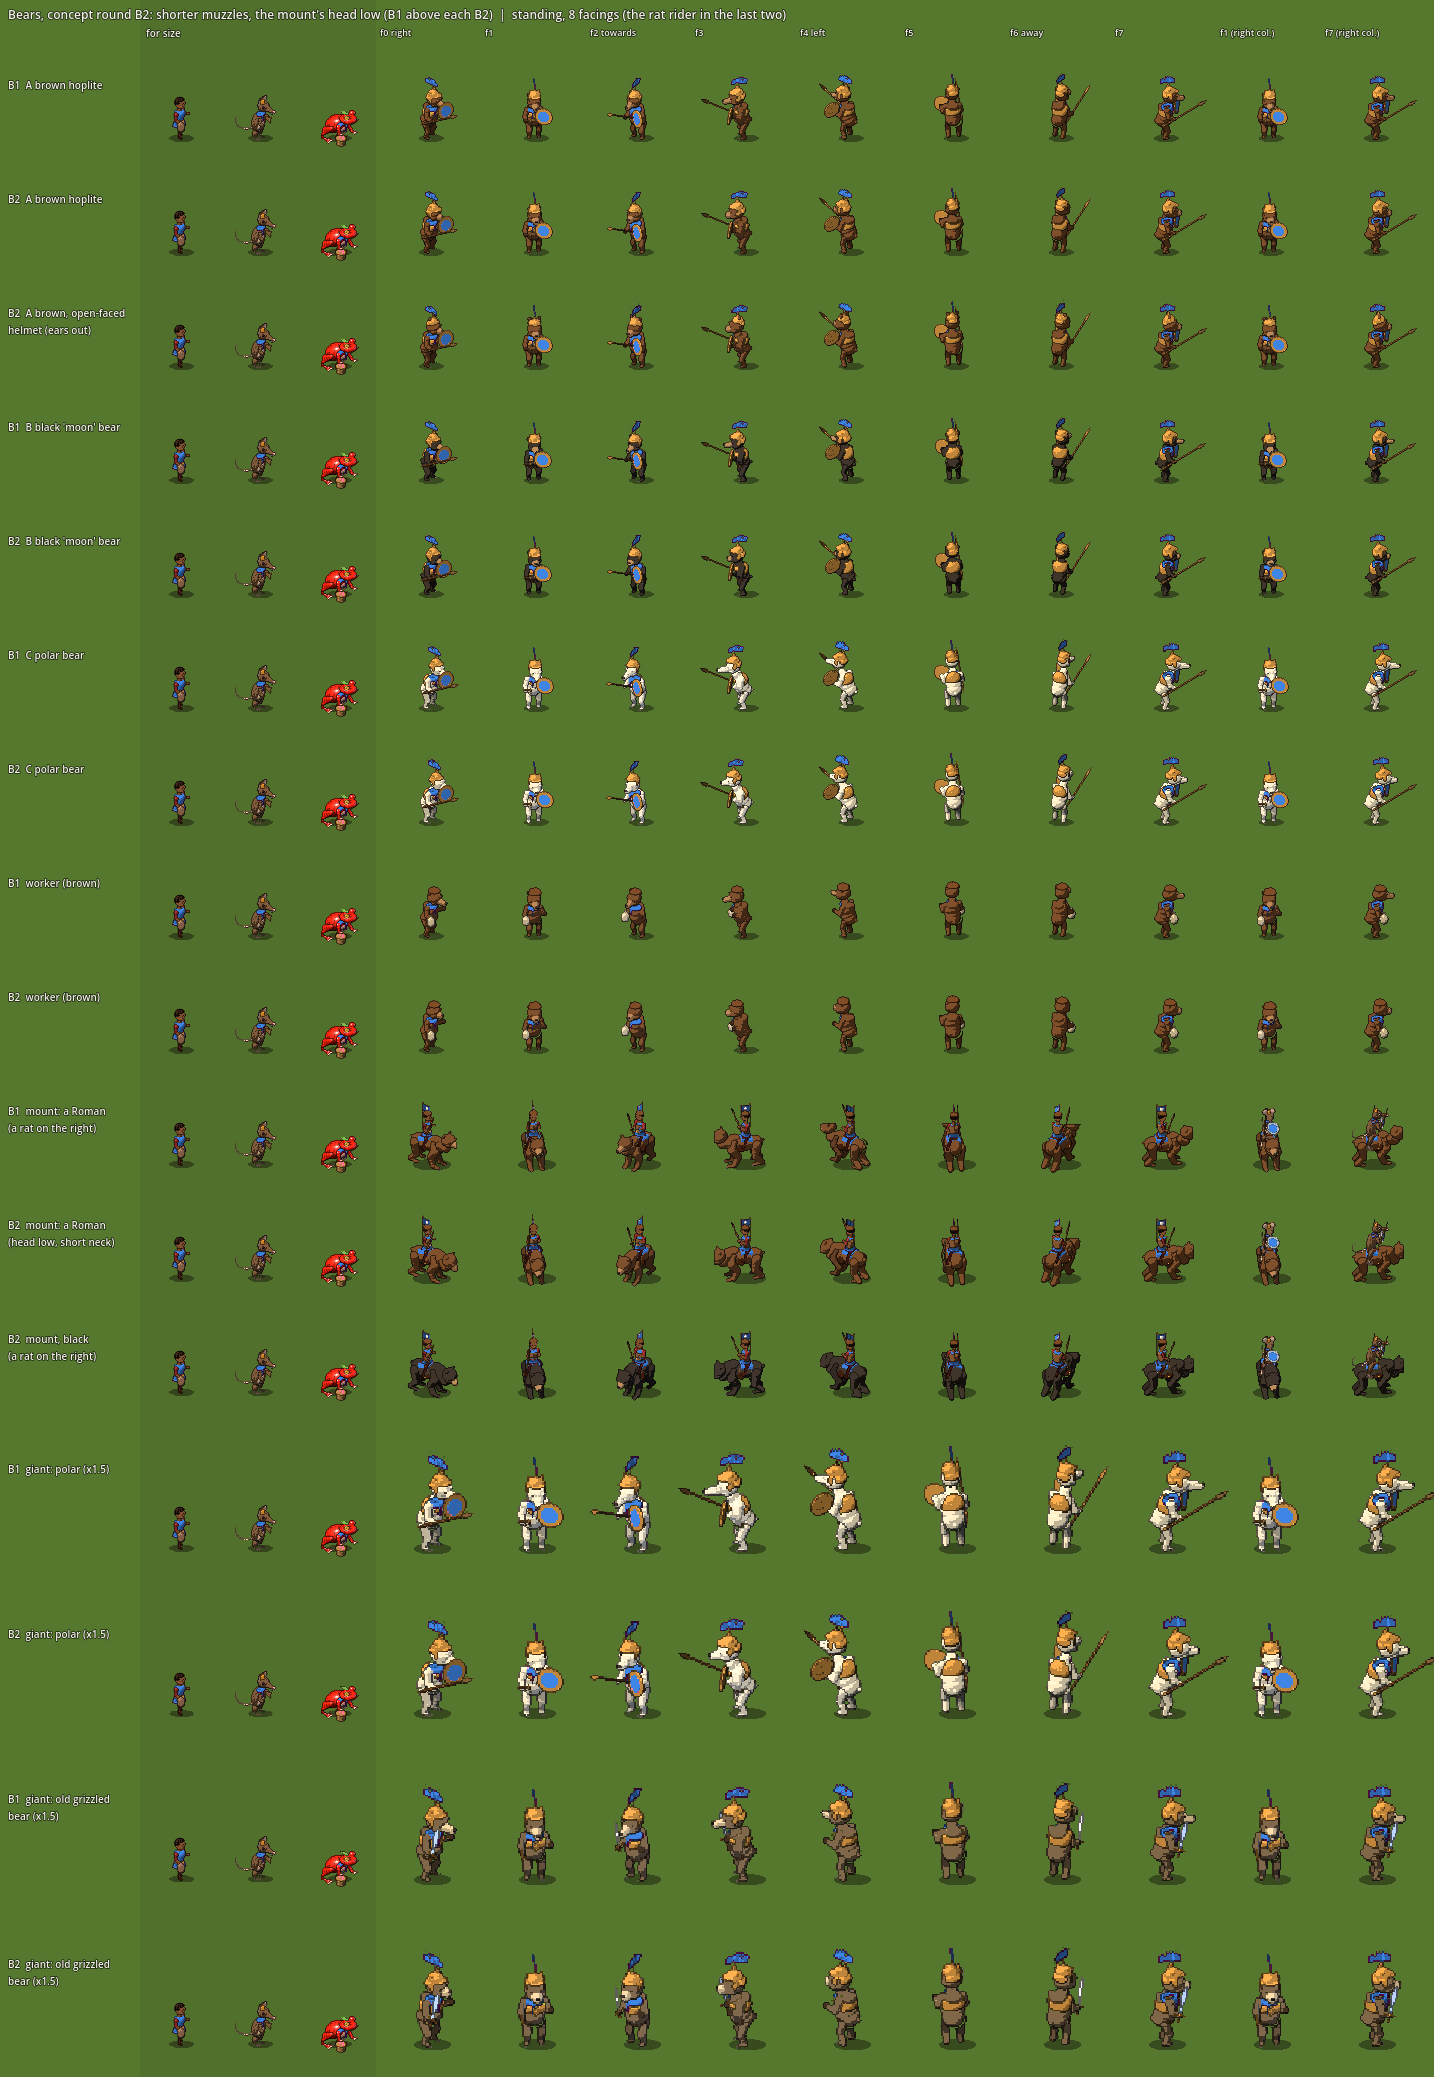 Bears, concept round B2: shorter muzzles, the mount's head low (B1 above each B2) | standing, 8 facings (the rat rider in the last two)
for size f0 right f1 f2 towards f3 f4 left f5 f6 away f7 f1 (right col.) f7 (right col.)
B1 A brown hoplite
B2 A brown hoplite
B2 A brown, open-faced
helmet (ears out)
B1 B black 'moon' bear
B2 B black 'moon' bear
B1 C polar bear
B2 C polar bear
B1 worker (brown)
B2 worker (brown)
B1 mount: a Roman
(a rat on the right)
B2 mount: a Roman
(head low, short neck)
B2 mount, black
(a rat on the right)
B1 giant: polar (x1.5)
B2 giant: polar (x1.5)
B1 giant: old grizzled
bear (x1.5)
B2 giant: old grizzled
bear (x1.5)